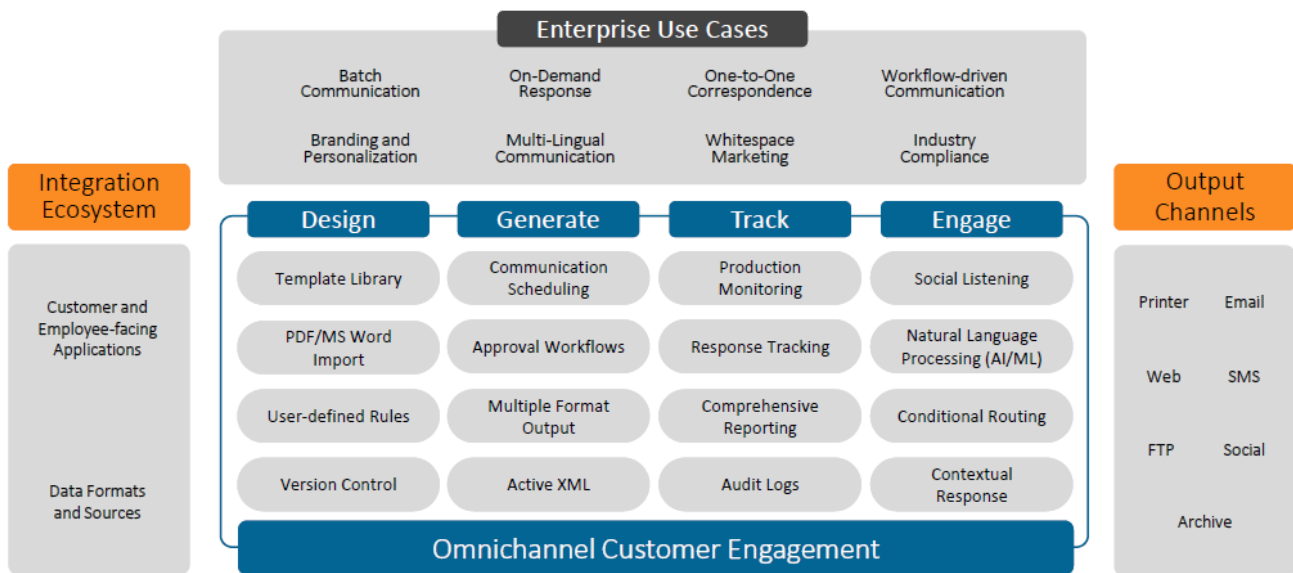 Enterprise Use Cases
Batch
Communication
On-Demand
Response
One-to-One
Correspondence
Workflow-driven
Communication
Branding and
Personalization
Multi-Lingual
Communication
Whitespace
Marketing
Industry
Compliance
Integration
Ecosystem
Customer and
Employee-facing
Applications
Data Formats
and Sources
Design
Template Library
PDF/MS Word
Import
User-defined Rules
Version Control
Generate
Communication
Scheduling
Approval Workflows
Multiple Format
Output
Active XML
Track
Production
Monitoring
Response Tracking
Comprehensive
Reporting
Audit Logs
Engage
Social Listening
Natural Language
Processing (AI/ML)
Conditional Routing
Contextual
Response
Omnichannel Customer Engagement
Output
Channels
Printer
Email
Web
SMS
FTP
Social
Archive